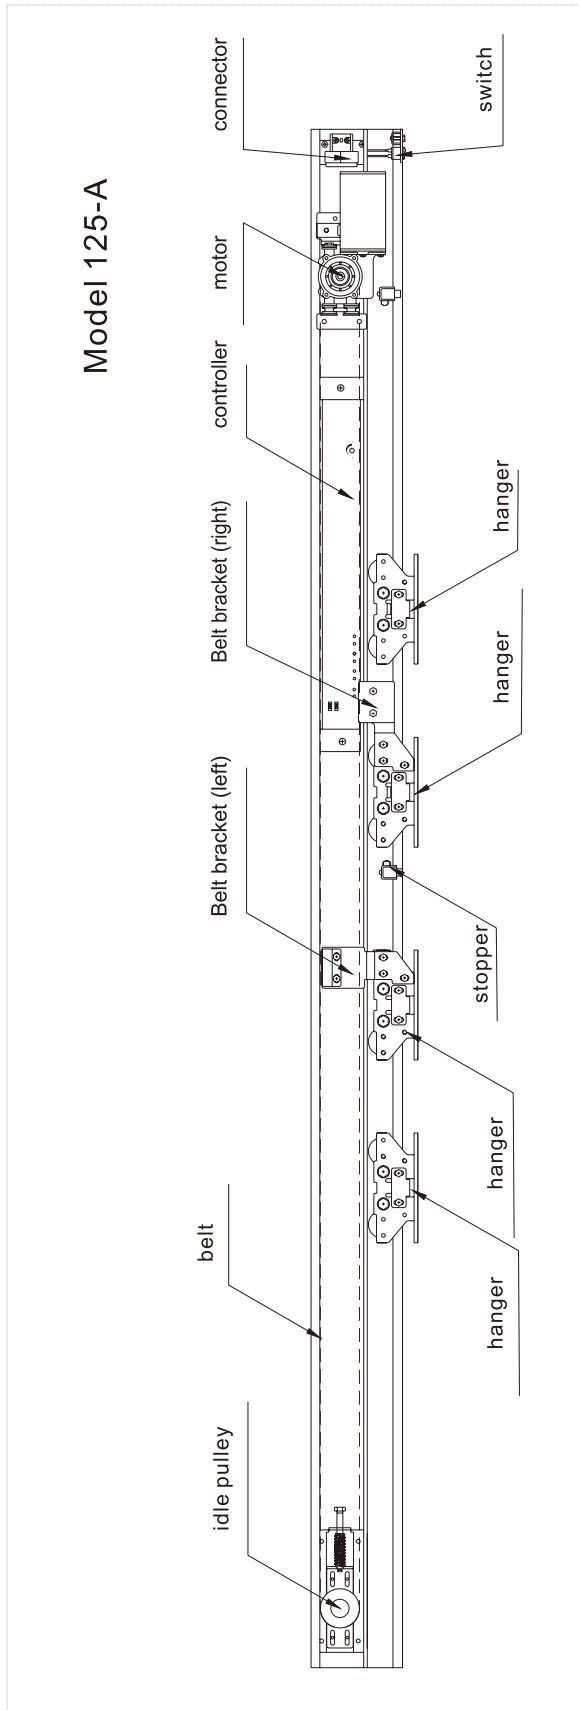 Model 125-A
connector
switch
motor
controller
hanger
Belt bracket (right)
hanger
Belt bracket (left)
stopper
hanger
belt
hanger
idle pulley